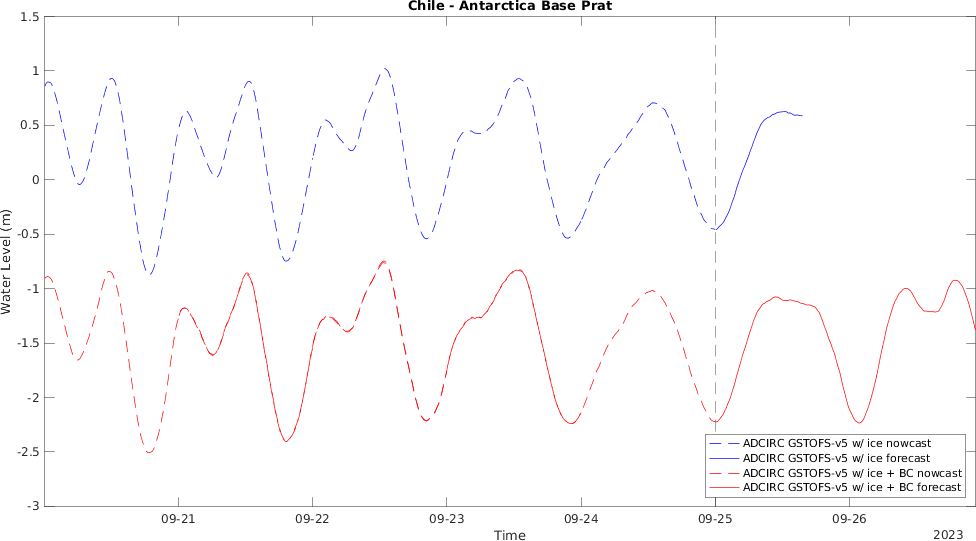 Chile - Antarctica Base Prat
1.5
1
0.5
0
-0.5
-1
-1.5
-2
-2.5
-3
Water Level (m)
ADCIRC GSTOFS-v5 w/ ice nowcast
ADCIRC GSTOFS-v5 w/ ice forecast
ADCIRC GSTOFS-v5 w/ ice + BC nowcast
ADCIRC GSTOFS-v5 w/ ice + BC forecast
09-21 09-22 09-23 09-24 09-25 09-26
Time
2023